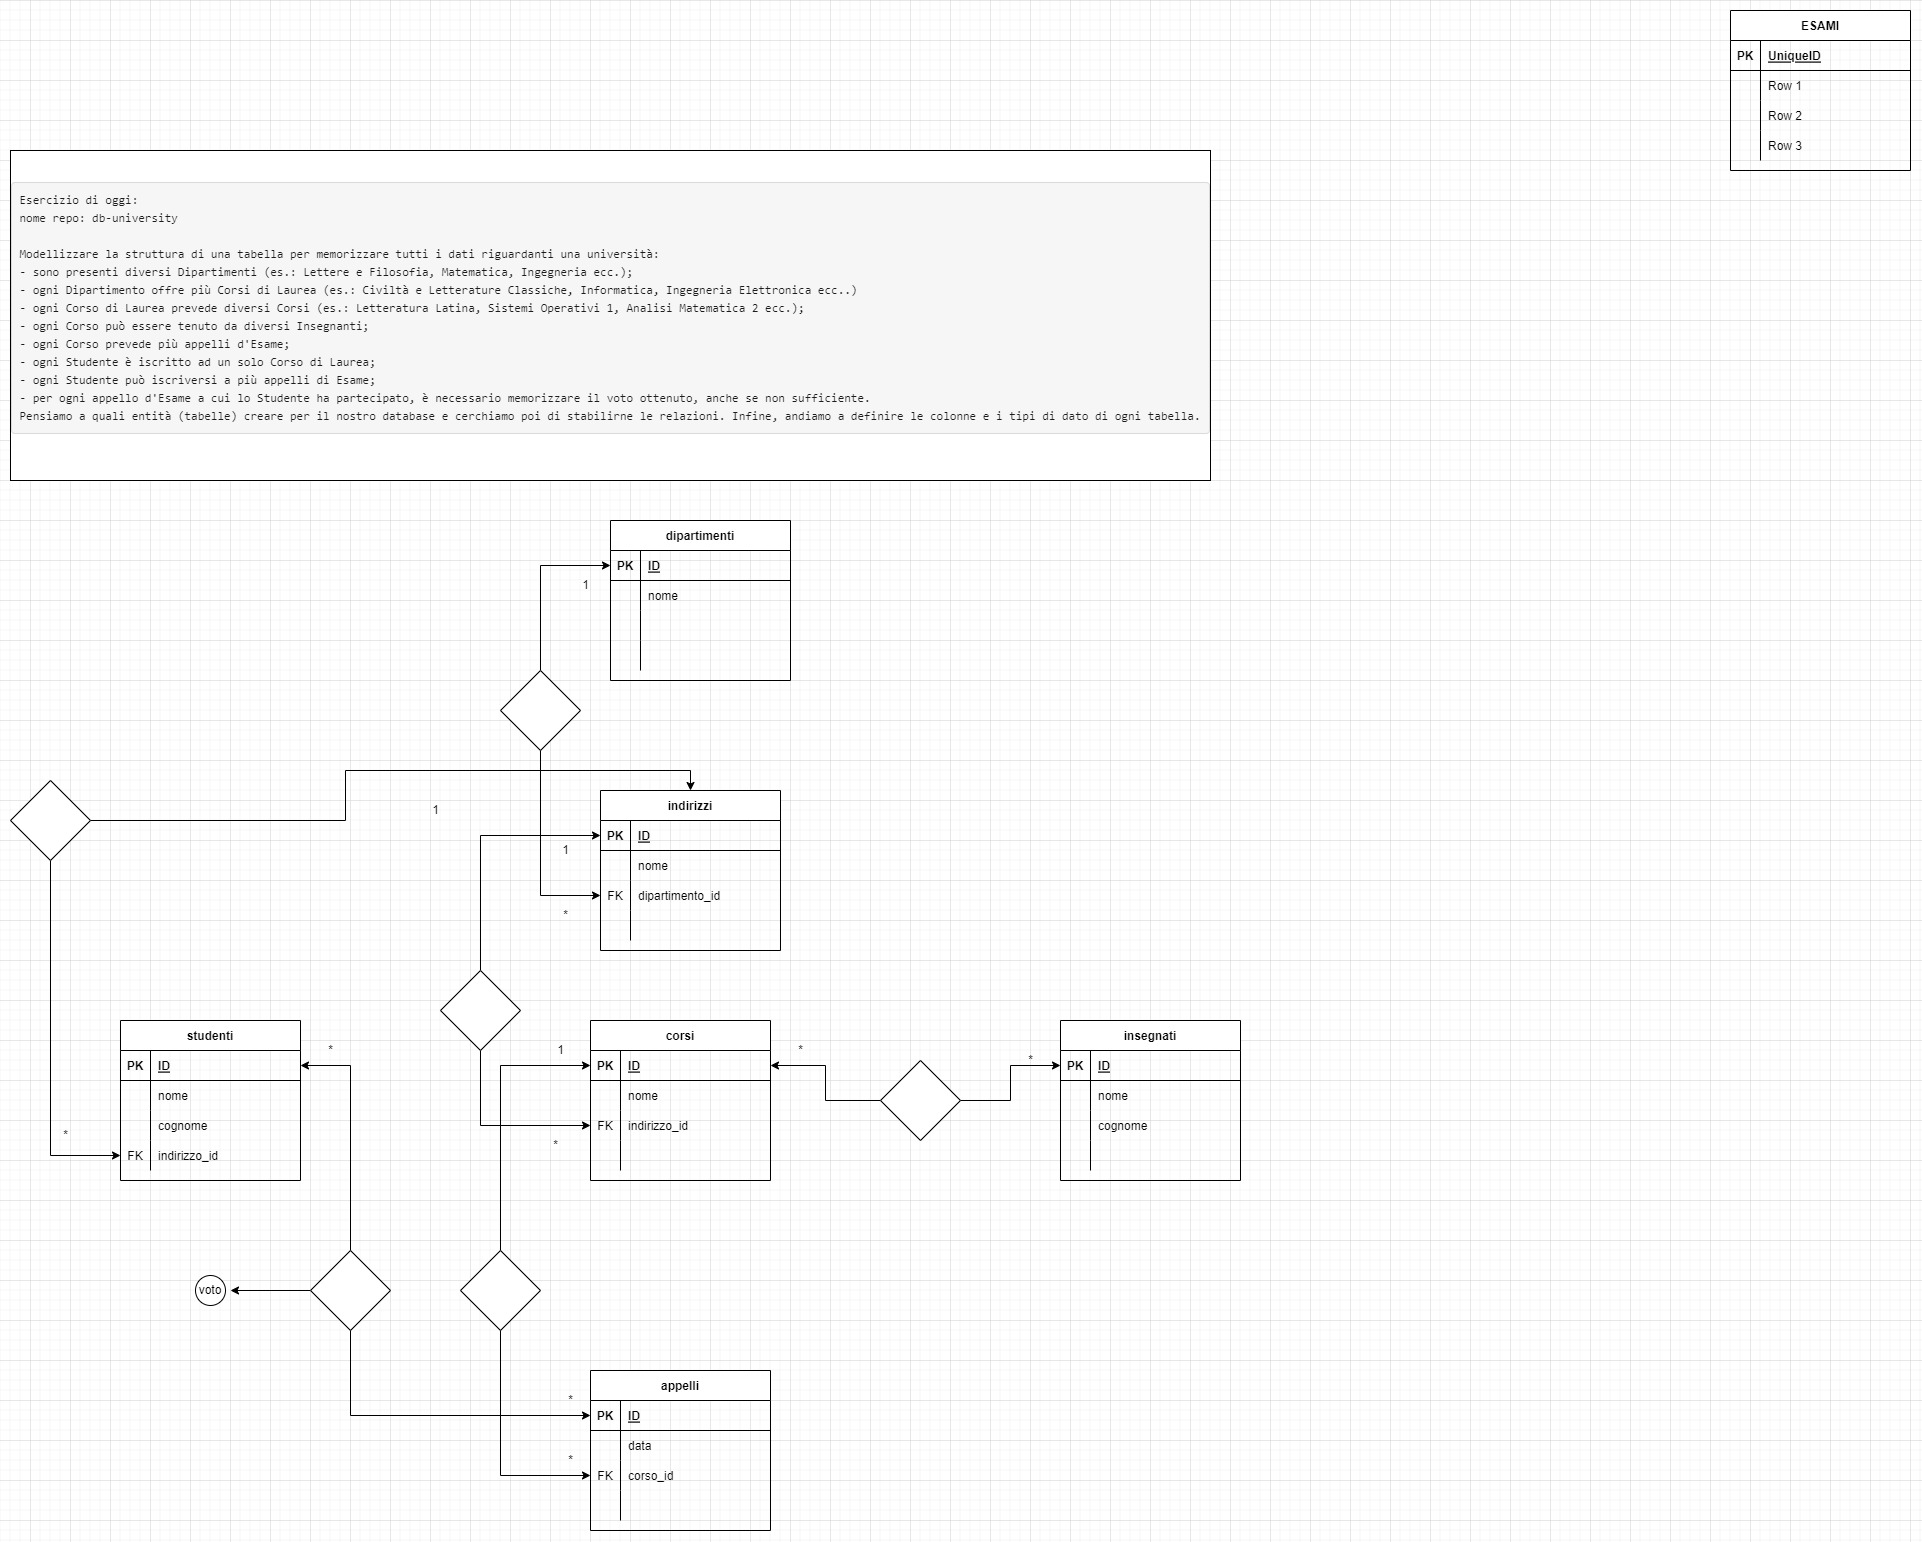 ESAMI
PK UniqueID
Row 1
Row 2
Row 3
Esercizio di oggi:
nome repo: db-university
Modellizzare la struttura di una tabella per memorizzare tutti i dati riguardanti una università:
- sono presenti diversi Dipartimenti (es.: Lettere e Filosofia, Matematica, Ingegneria ecc.);
- ogni Dipartimento offre più Corsi di Laurea (es.: Civiltà e Letterature Classiche, Informatica, Ingegneria Elettronica ecc..)
- ogni Corso di Laurea prevede diversi Corsi (es.: Letteratura Latina, Sistemi Operativi 1, Analisi Matematica 2 ecc.);
- ogni Corso può essere tenuto da diversi Insegnanti;
- ogni Corso prevede più appelli d'Esame;
- ogni Studente è iscritto ad un solo Corso di Laurea;
- ogni Studente può iscriversi a più appelli di Esame;
- per ogni appello d'Esame a cui lo Studente ha partecipato, è necessario memorizzare il voto ottenuto, anche se non sufficiente.
Pensiamo a quali entità (tabelle) creare per il nostro database e cerchiamo poi di stabilirne le relazioni. Infine, andiamo a definire le colonne e i tipi di dato di ogni tabella.
dipartimenti
PK ID
1
nome
indirizzi
1
PK ID
1
nome
FK dipartimento_id
*
studenti
*
PK ID
nome
cognome
*
FK indirizzo_id
corsi
1
*
PK ID
nome
FK indirizzo_id
*
insegnati
*
PK ID
nome
cognome
voto
appelli
*
PK ID
data
*
FK corso_id